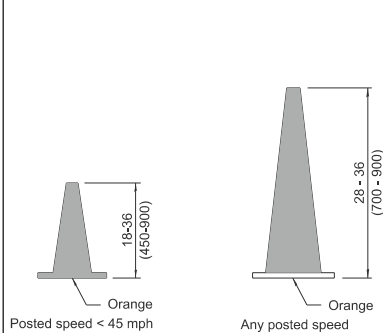 18-36
(450-900)
Orange
Posted speed < 45 mph
28 - 36
(700 - 900)
Orange
Any posted speed